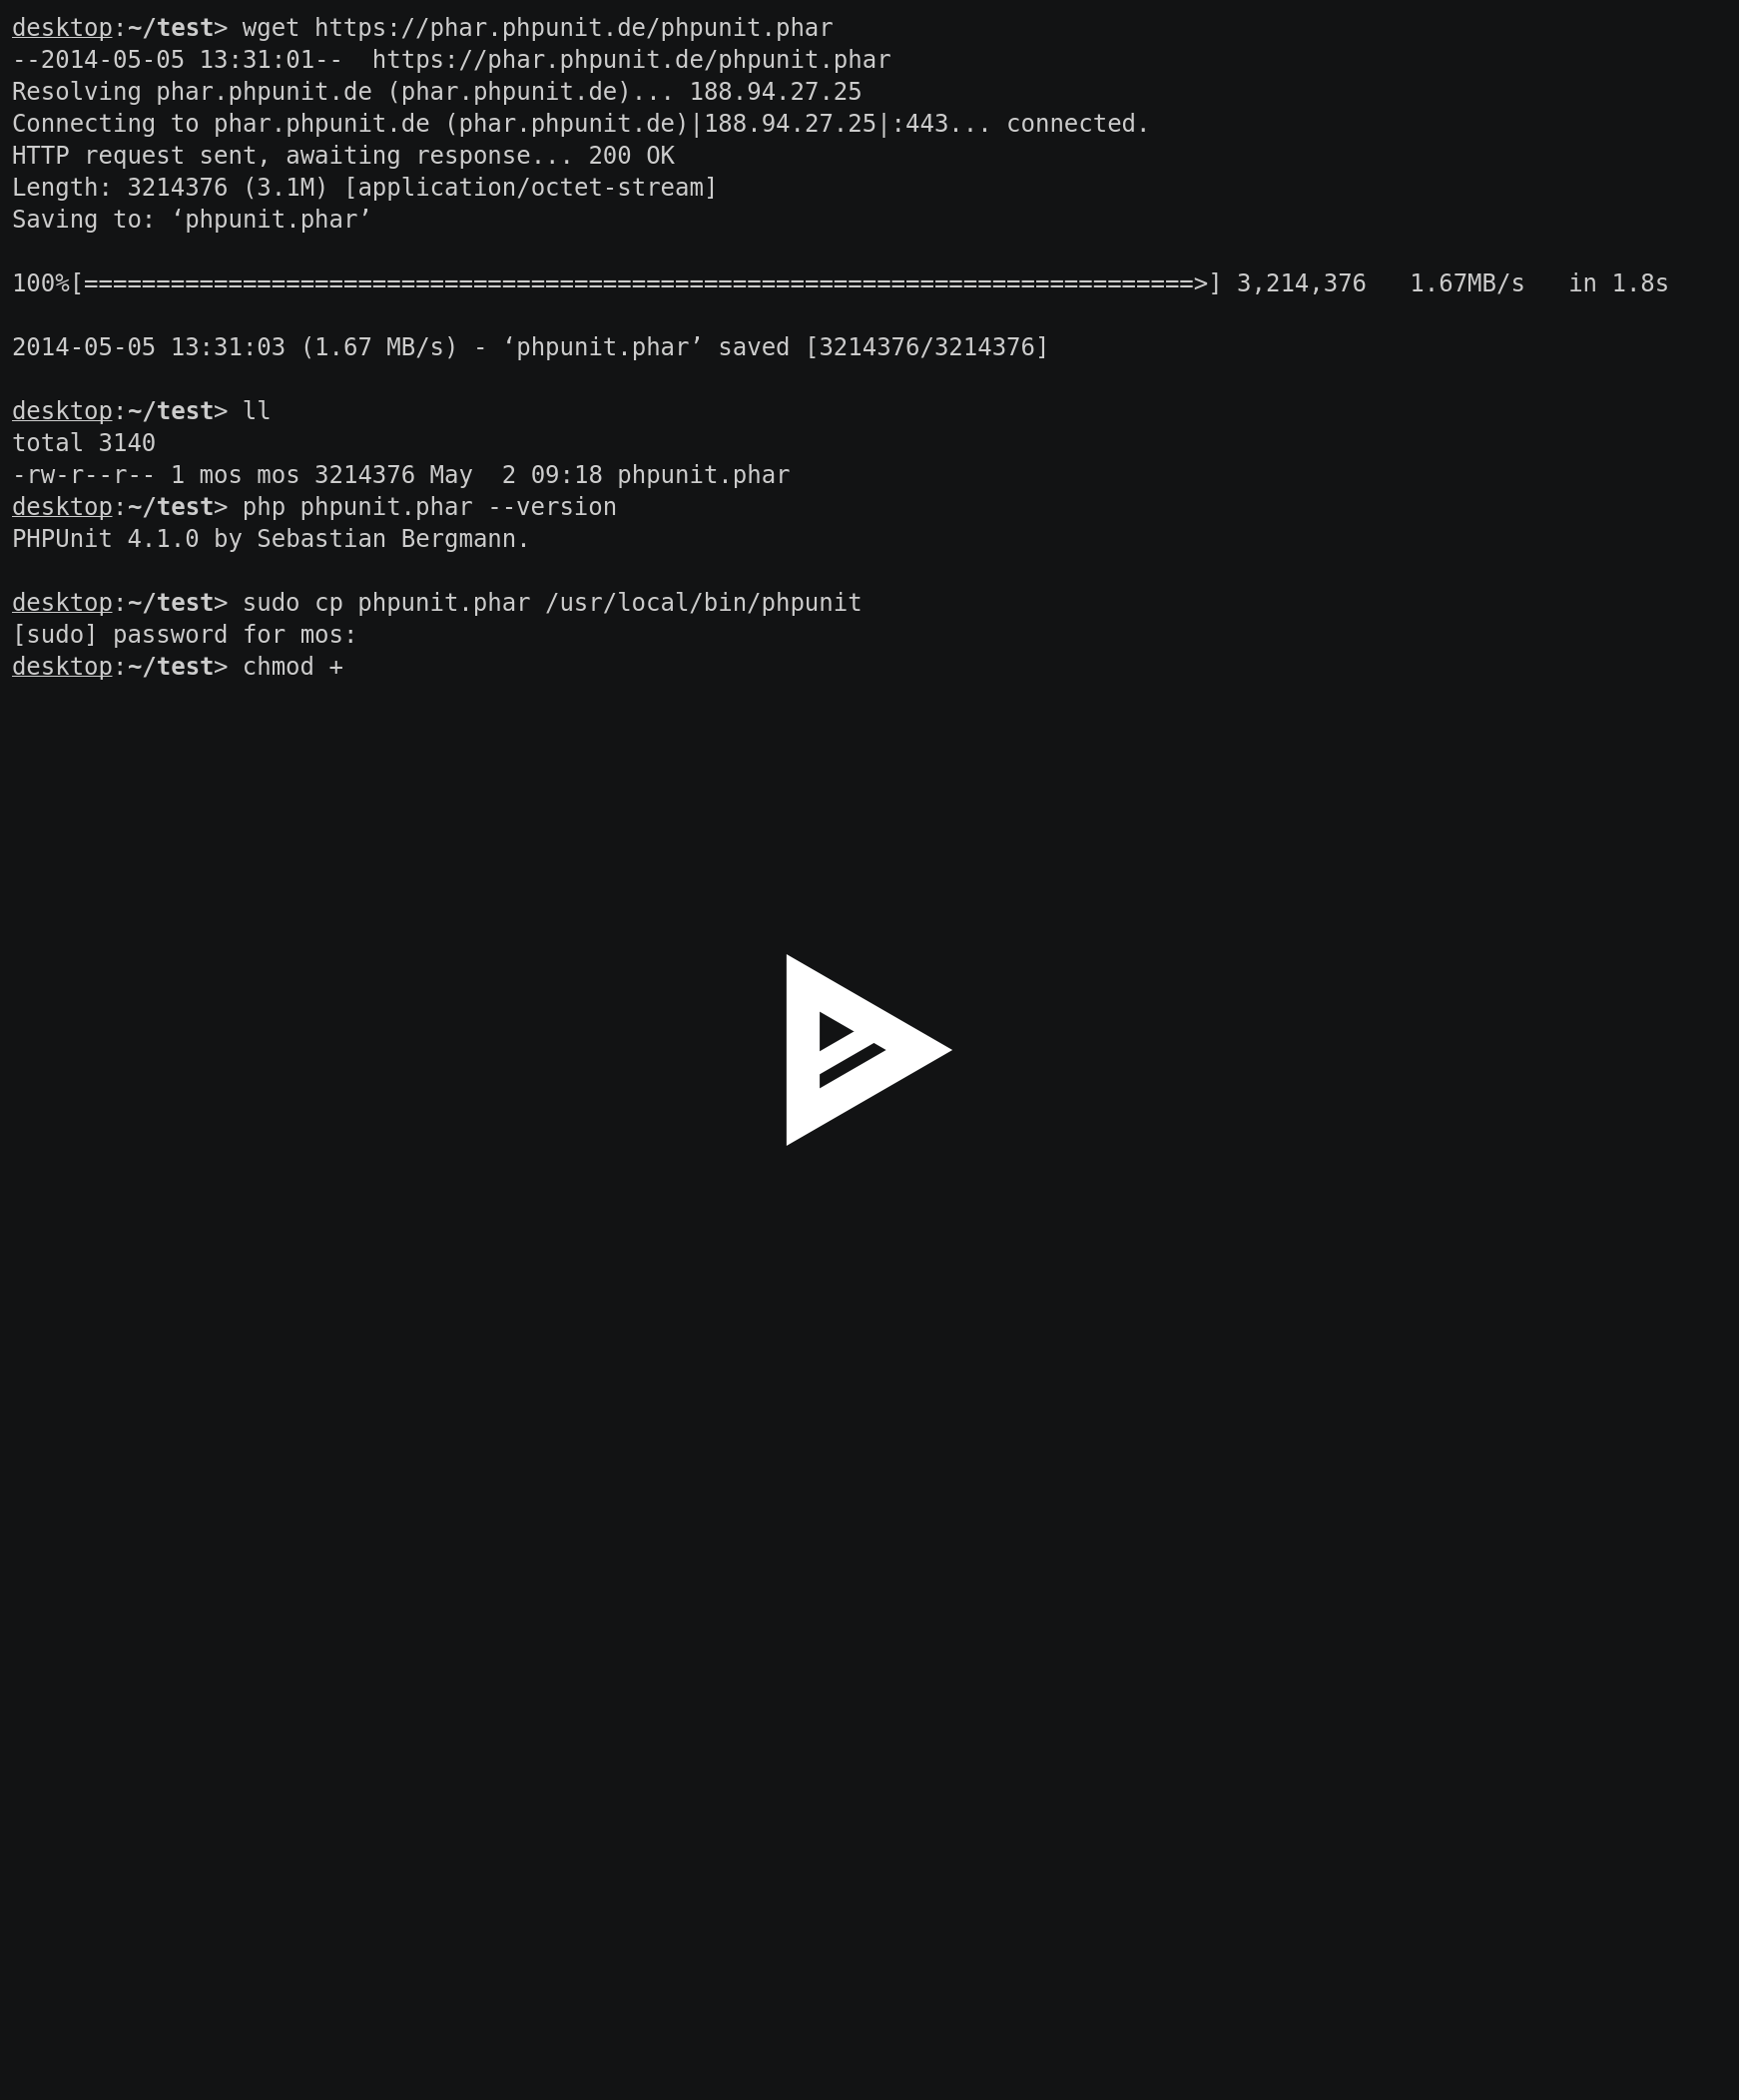 desktop:~/test> wget https://phar.phpunit.de/phpunit.phar
--2014-05-05 13:31:01--  https://phar.phpunit.de/phpunit.phar
Resolving phar.phpunit.de (phar.phpunit.de)... 188.94.27.25
Connecting to phar.phpunit.de (phar.phpunit.de)|188.94.27.25|:443... connected.
HTTP request sent, awaiting response... 200 OK
Length: 3214376 (3.1M) [application/octet-stream]
Saving to: ‘phpunit.phar’
100%[=============================================================================>] 3,214,376   1.67MB/s   in 1.8s
2014-05-05 13:31:03 (1.67 MB/s) - ‘phpunit.phar’ saved [3214376/3214376]
desktop:~/test> ll
total 3140
-rw-r--r-- 1 mos mos 3214376 May  2 09:18 phpunit.phar
desktop:~/test> php phpunit.phar --version
PHPUnit 4.1.0 by Sebastian Bergmann.
desktop:~/test> sudo cp phpunit.phar /usr/local/bin/phpunit
[sudo] password for mos:
desktop:~/test> chmod +